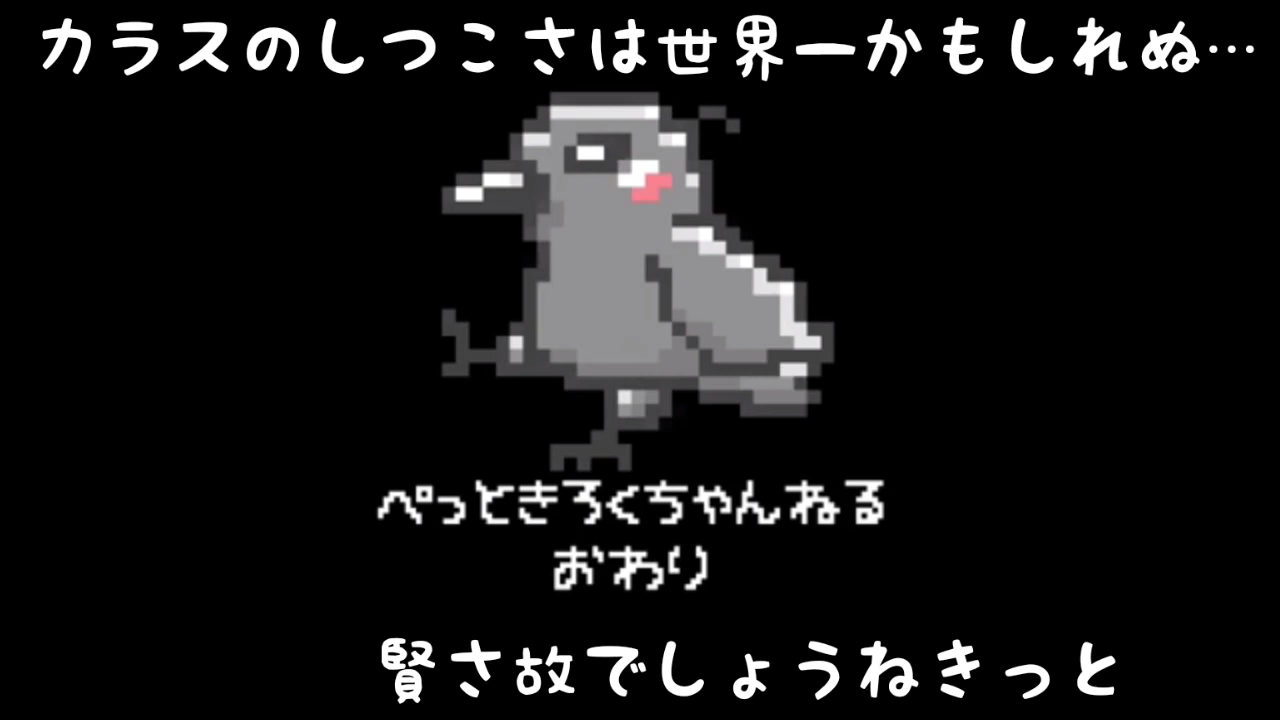 カラスのしつこさは世界一かもしれぬ…
ぺっときろくちゃんねる
おわり
賢さ故でしょうねきっと